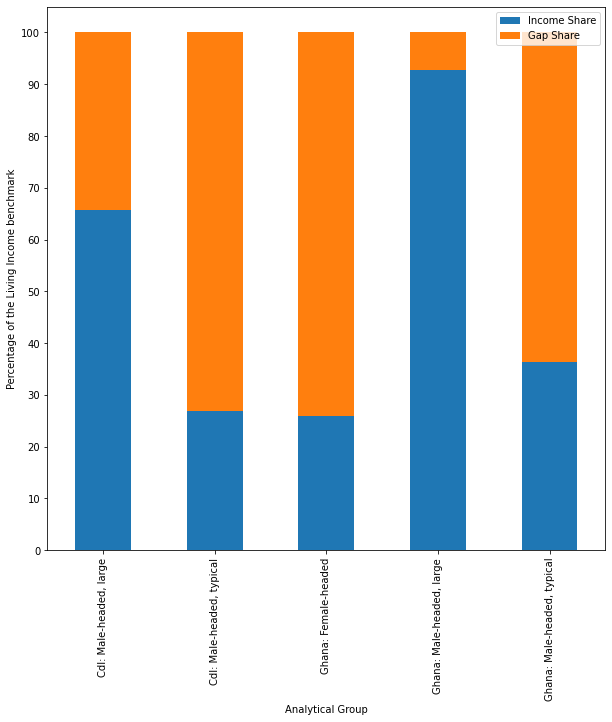 Income Share
Gap Share
Percentage of the Living Income benchmark
100
90
80
70
60
50
40
30
20
10
0
CdI: Male-headed, large
CdI: Male-headed, typical
Ghana: Female-headed
Ghana: Male-headed, large
Ghana: Male-headed, typical
Analytical Group